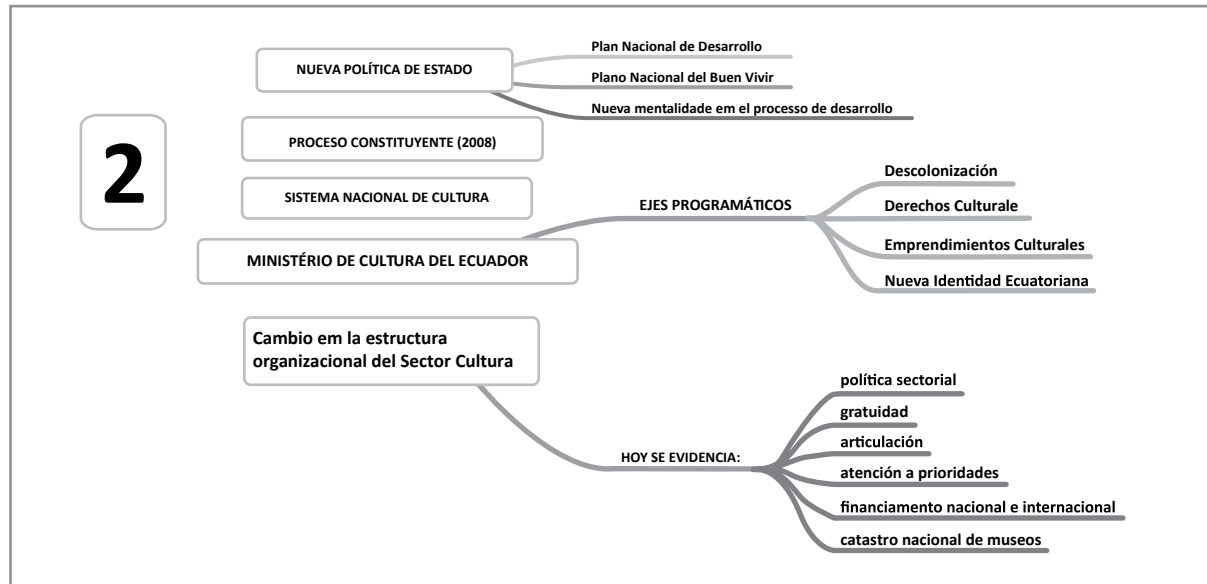 2
NUEVA POLÍTICA DE ESTADO
Plan Nacional de Desarrollo
Plano Nacional del Buen Vivir
Nueva mentalidade em el processo de desarrollo
PROCESO CONSTITUYENTE (2008)
SISTEMA NACIONAL DE CULTURA
MINISTÉRIO DE CULTURA DEL ECUADOR
EJES PROGRAMÁTICOS
Descolonización
Derechos Culturale
Emprendimientos Culturales
Nueva Identidad Ecuatoriana
Cambio em la estructura
organizacional del Sector Cultura
HOY SE EVIDENCIA:
política sectorial
gratuidad
articulación
atención a prioridades
financiamento nacional e internacional
catastro nacional de museos